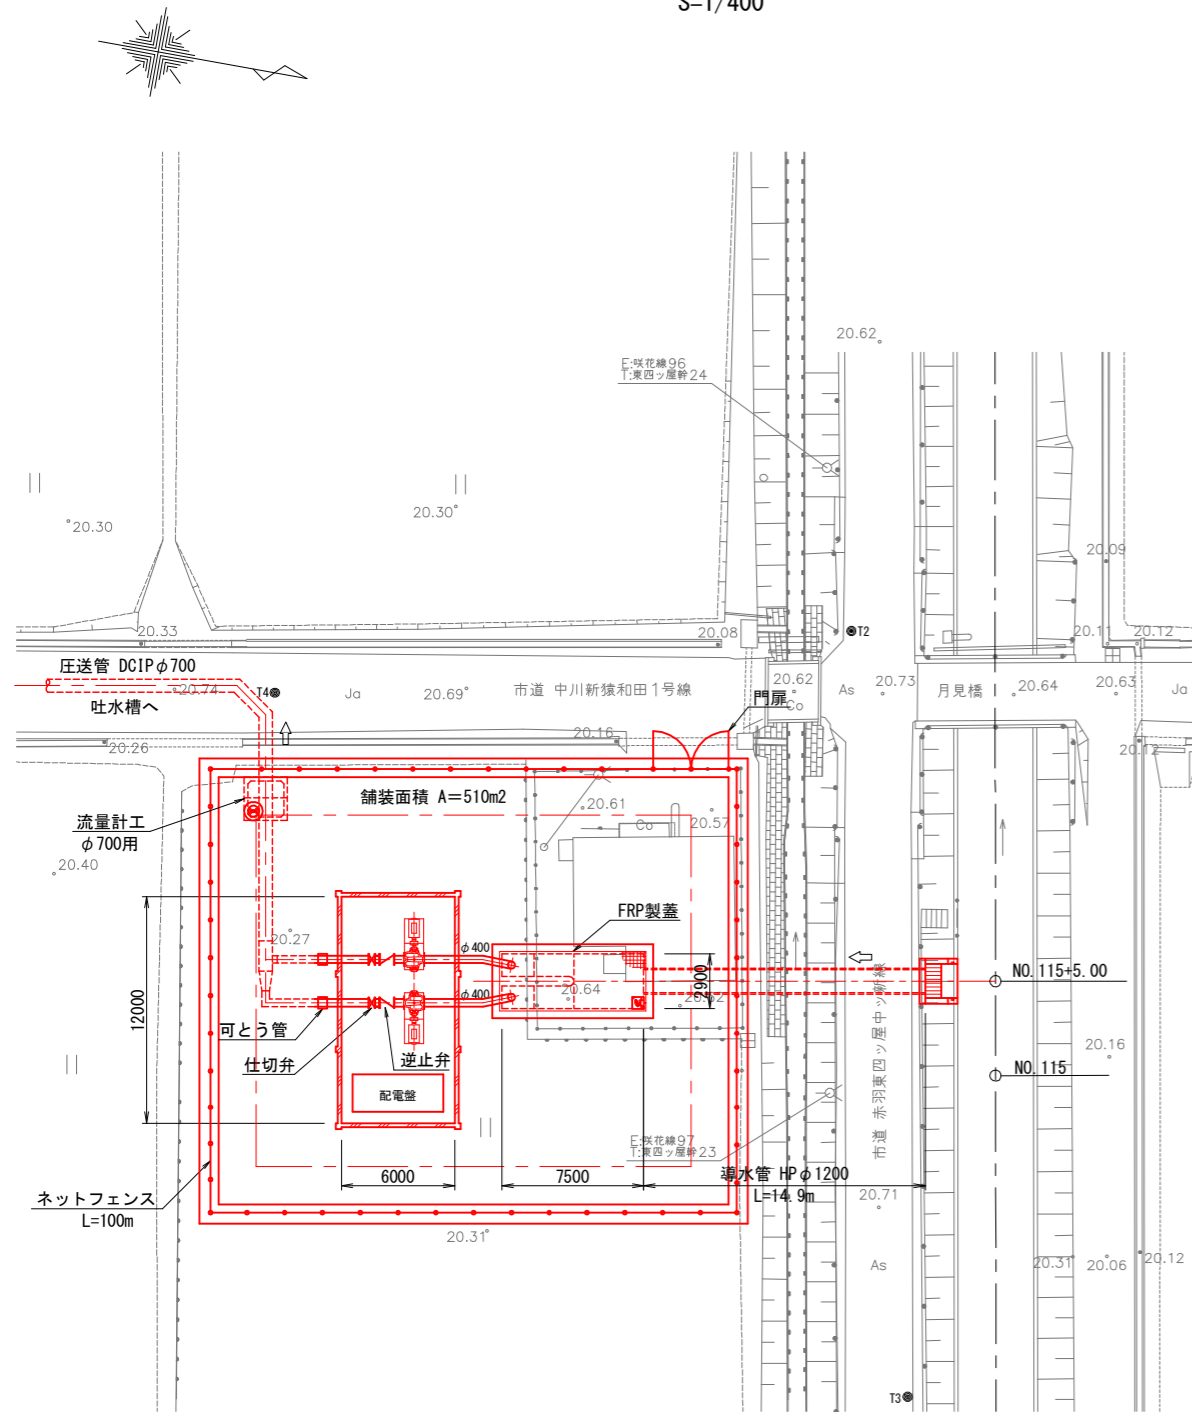 S=1/400
20.62
E:咲花線96
T:東四ッ屋幹24
20.30
20.30
20.09
20.33
20.08
T2
20.11
20.12
圧送管 DCIPφ700
20.74
吐水槽へ
T4
Ja
20.69
市道 中川新猿和田1号線
門扉
20.62
Co
As
20.73
月見橋
20.64
20.63
Ja
20.26
20.16
20.12
舗装面積 A=510m2
20.61
Co
20.57
流量計工
φ700用
20.40
FRP製蓋
20.27
φ400
φ400
20.64
2900
20.62
NO.115+5.00
12000
可とう管
仕切弁
逆止弁
配電盤
市道 赤羽東四ッ屋中ッ新線
20.16
NO.115
E:咲花線97
T:東四ッ屋幹23
6000
7500
導水管 HPφ1200
L=14.9m
ネットフェンス
L=100m
20.71
20.31
As
20.31
20.06
20.12
T3